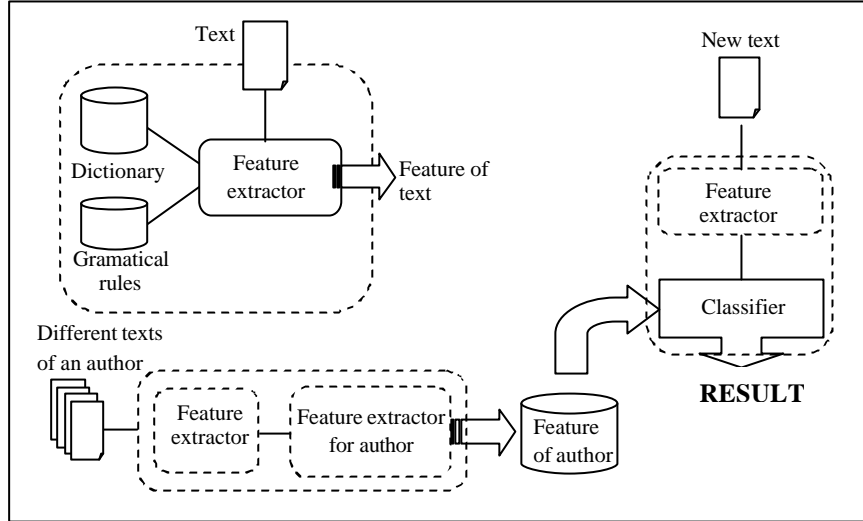 Text
New text
Dictionary
Feature
extractor
Feature of
text
Gramatical
rules
Feature
extractor
Classifier
RESULT
Different texts
of an author
Feature
extractor
Feature extractor
for author
Feature
of author